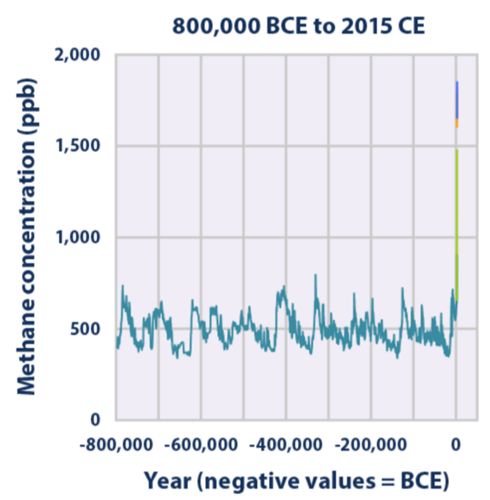 800,000 BCE to 2015 CE
Methane concentration (ppb)
2,000
1,500
1,000
500
0
-800,000 -600,000 -400,000 -200,000 0
Year (negative values = BCE)